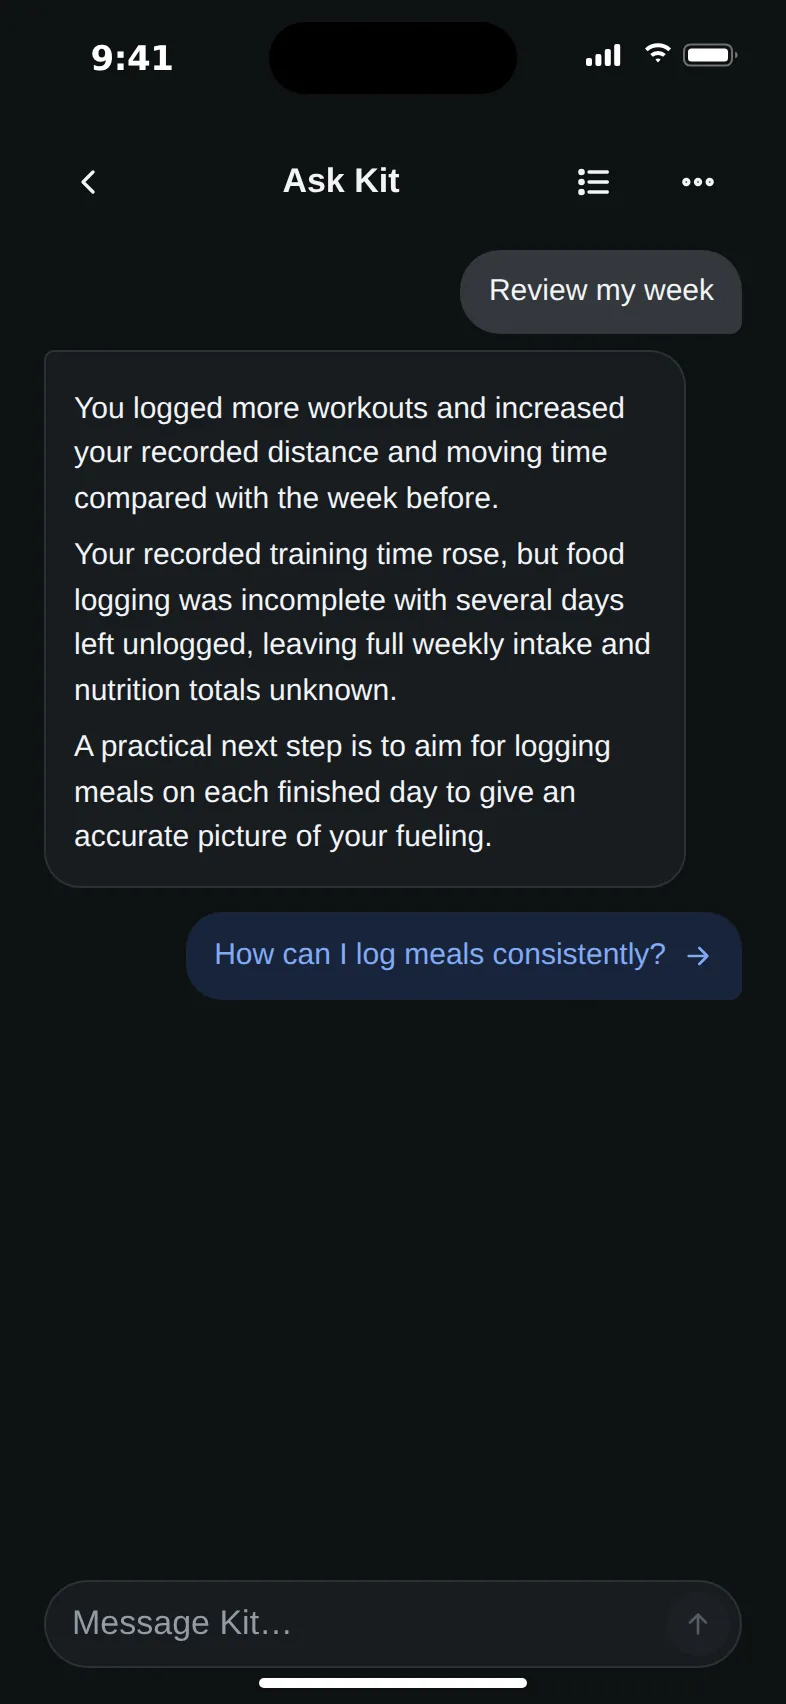 9:41
Ask Kit
Review my week
You logged more workouts and increased
your recorded distance and moving time
compared with the week before.
Your recorded training time rose, but food
logging was incomplete with several days
left unlogged, leaving full weekly intake and
nutrition totals unknown.
A practical next step is to aim for logging
meals on each finished day to give an
accurate picture of your fueling.
How can I log meals consistently?
Message Kit…